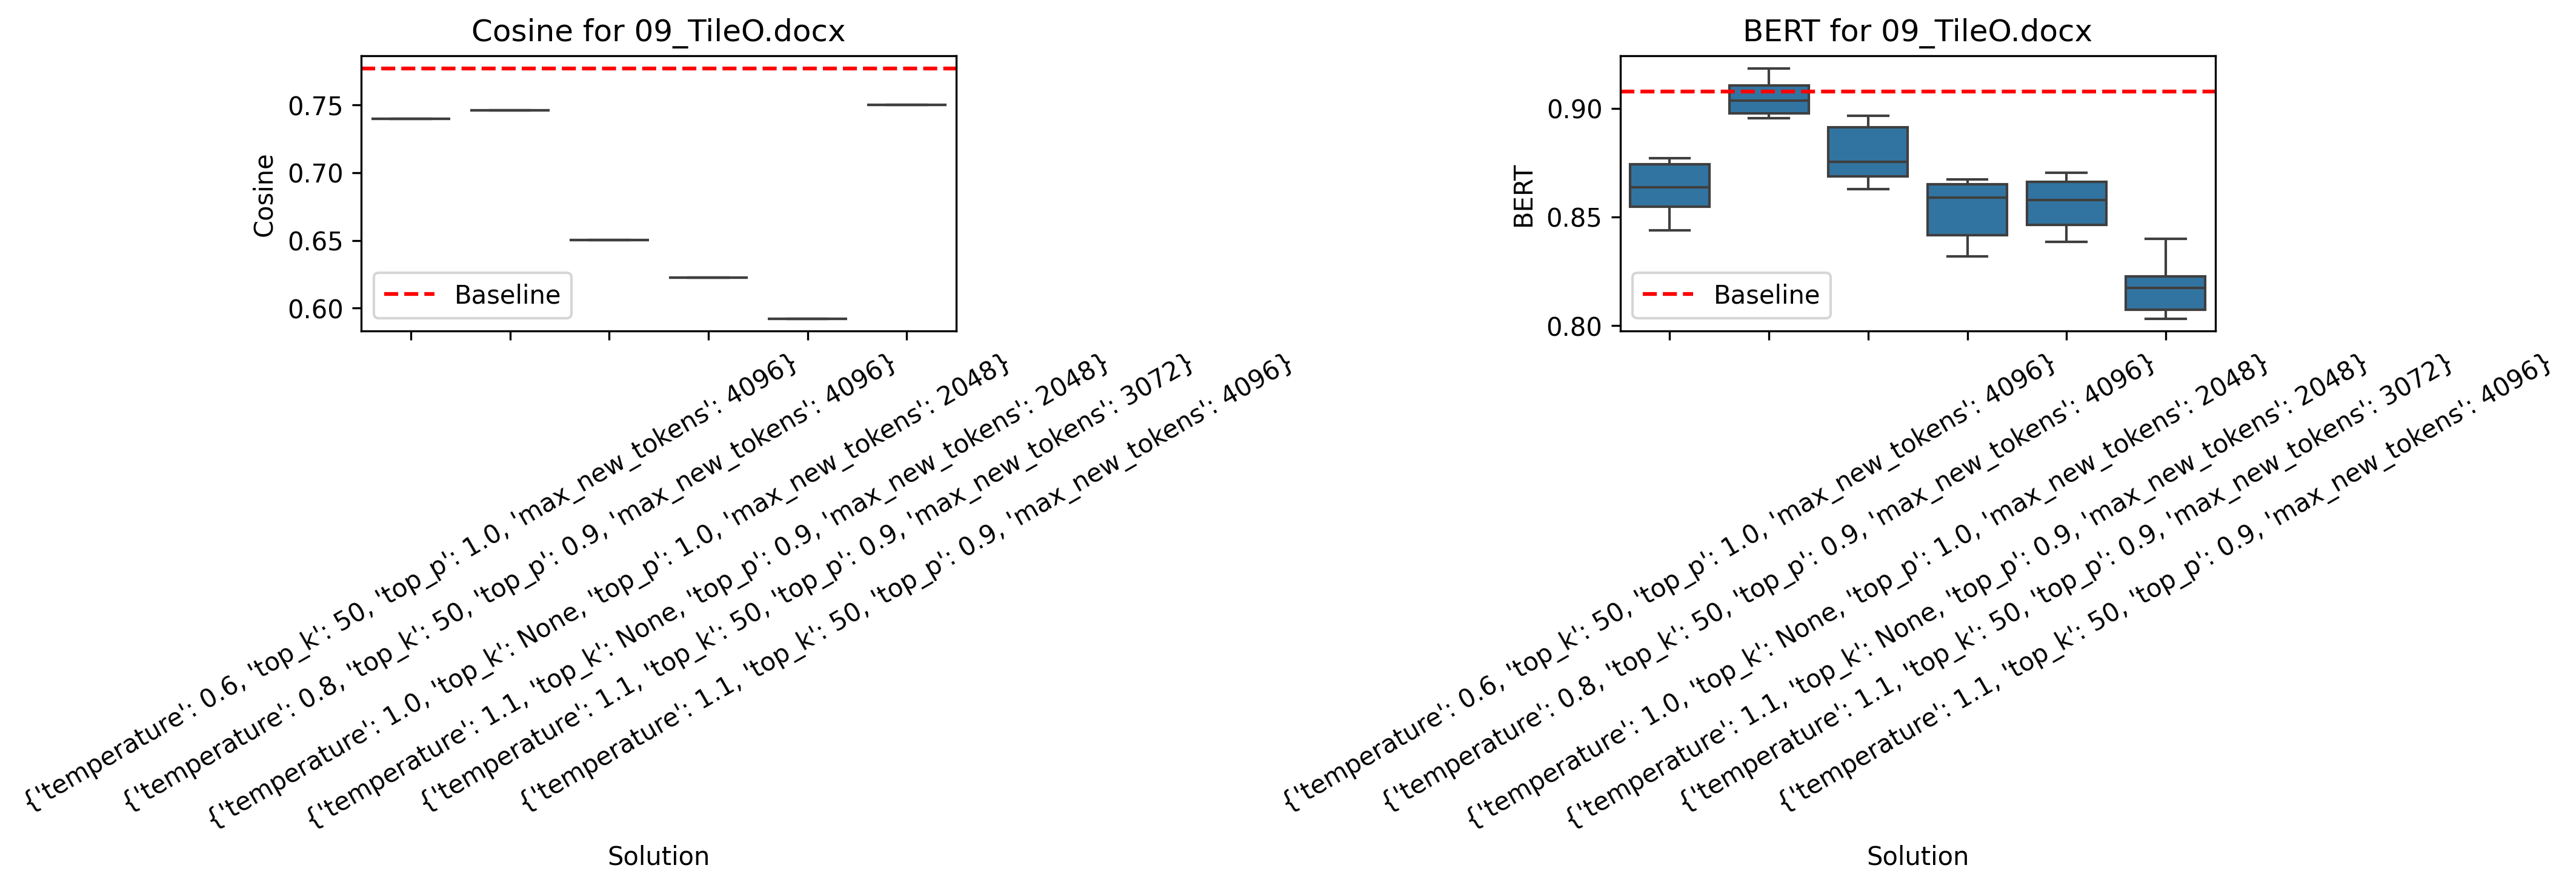 Cosine for 09_TileO.docx
Cosine
0.75
0.70
0.65
0.60
Baseline
{'temperature': 0.6, 'top_k': 50, 'top_p': 1.0, 'max_new_tokens': 4096}
{'temperature': 0.8, 'top_k': 50, 'top_p': 0.9, 'max_new_tokens': 4096}
{'temperature': 1.0, 'top_k': None, 'top_p': 1.0, 'max_new_tokens': 2048}
{'temperature': 1.1, 'top_k': None, 'top_p': 0.9, 'max_new_tokens': 2048}
{'temperature': 1.1, 'top_k': 50, 'top_p': 0.9, 'max_new_tokens': 3072}
{'temperature': 1.1, 'top_k': 50, 'top_p': 0.9, 'max_new_tokens': 4096}
Solution
BERT for 09_TileO.docx
BERT
0.90
0.85
0.80
Baseline
{'temperature': 0.6, 'top_k': 50, 'top_p': 1.0, 'max_new_tokens': 4096}
{'temperature': 0.8, 'top_k': 50, 'top_p': 0.9, 'max_new_tokens': 4096}
{'temperature': 1.0, 'top_k': None, 'top_p': 1.0, 'max_new_tokens': 2048}
{'temperature': 1.1, 'top_k': None, 'top_p': 0.9, 'max_new_tokens': 2048}
{'temperature': 1.1, 'top_k': 50, 'top_p': 0.9, 'max_new_tokens': 3072}
{'temperature': 1.1, 'top_k': 50, 'top_p': 0.9, 'max_new_tokens': 4096}
Solution